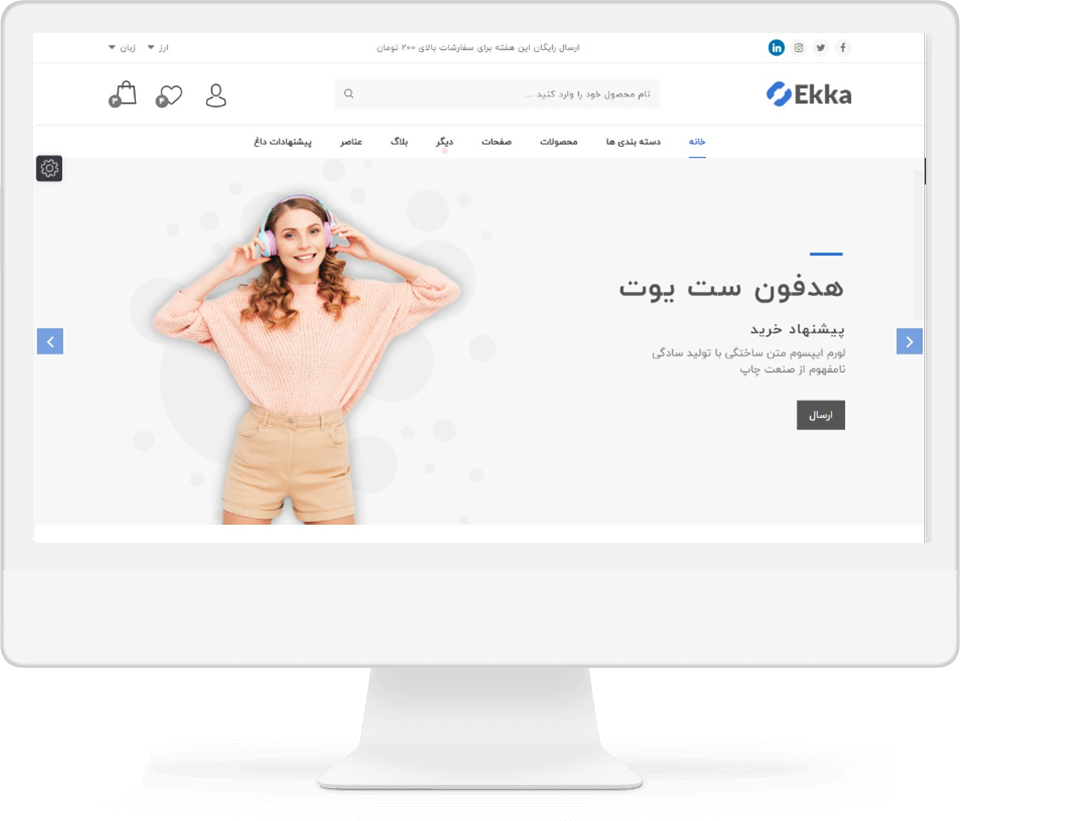 ارسال رایگان این هفته برای سفارشات بالای ۲۰۰ تومان
ارز
زبان
Ekka
نام محصول خود را وارد کنید ...
خانه
دسته بندی ها
محصولات
صفحات
دیگر
بلاگ
عناصر
پیشنهادات داغ
هدفون ست یوت
پیشنهاد خرید
لورم ایپسوم متن ساختگی با تولید سادگی
نامفهوم از صنعت چاپ
ارسال